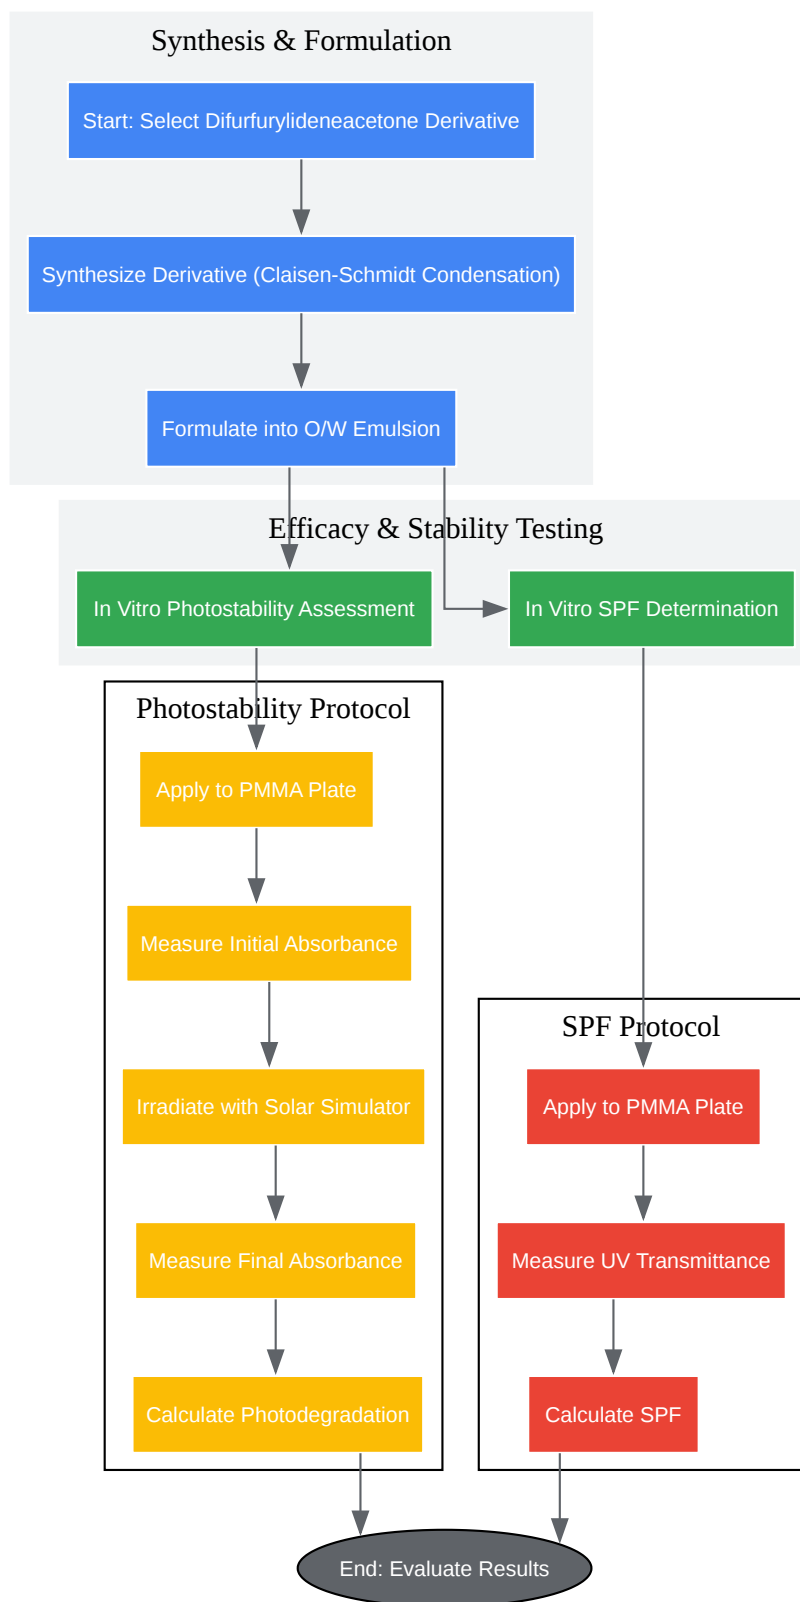 Synthesis & Formulation
Start: Select Difurfurylideneacetone Derivative
Synthesize Derivative (Claisen-Schmidt Condensation)
Formulate into O/W Emulsion
Efficacy & Stability Testing
In Vitro Photostability Assessment
In Vitro SPF Determination
Photostability Protocol
Apply to PMMA Plate
Measure Initial Absorbance
Irradiate with Solar Simulator
Measure Final Absorbance
Calculate Photodegradation
SPF Protocol
Apply to PMMA Plate
Measure UV Transmittance
Calculate SPF
End: Evaluate Results